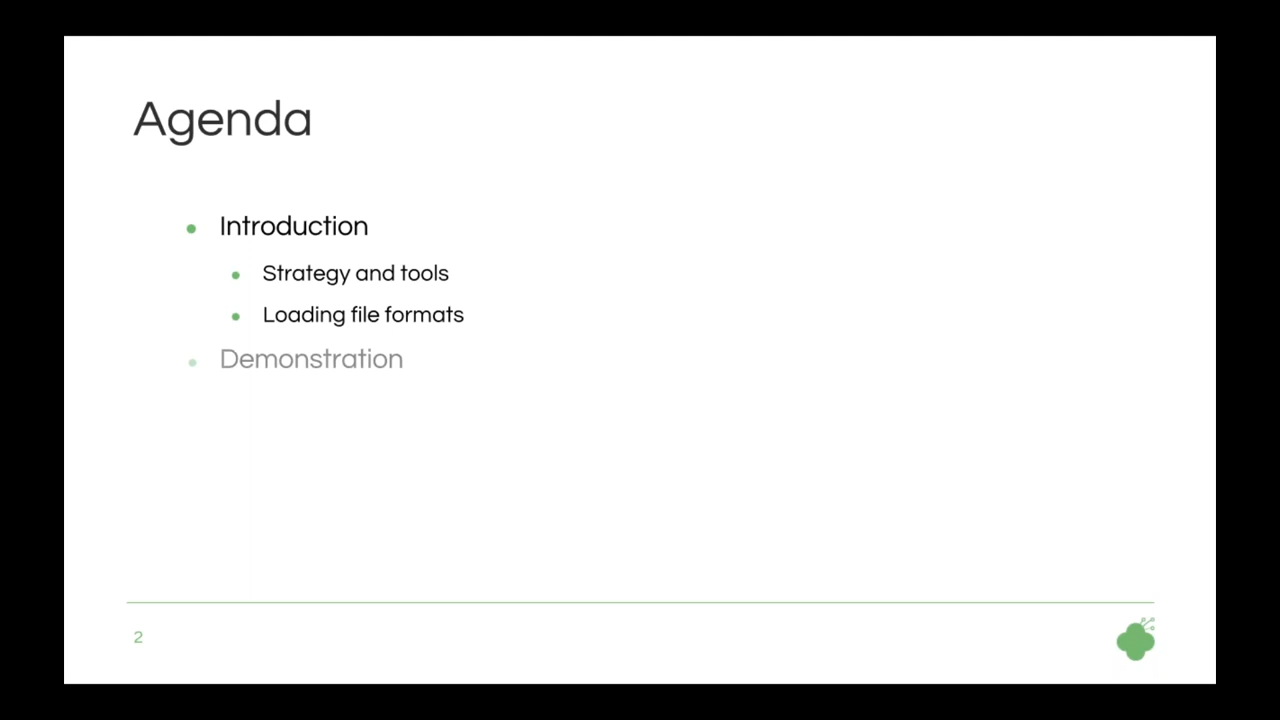 Agenda
Introduction
Strategy and tools
Loading file formats
Demonstration
2